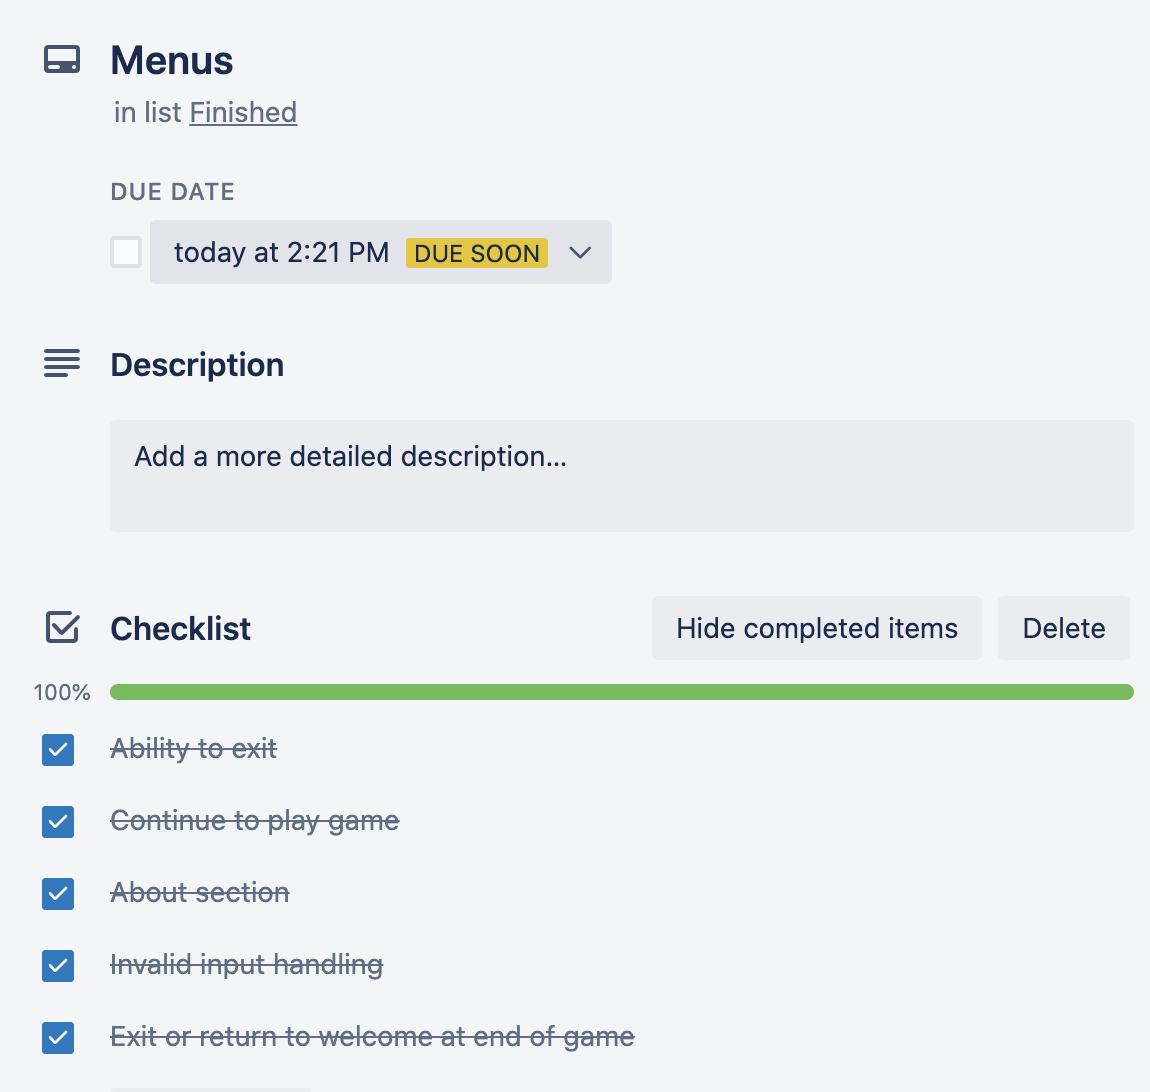 Menus
in list Finished
DUE DATE
today at 2:21 PM DUE SOON
Description
Add a more detailed description...
Checklist Hide completed items Delete
100%
Ability to exit
Continue to play game
About section
Invalid input handling
Exit or return to welcome at end of game